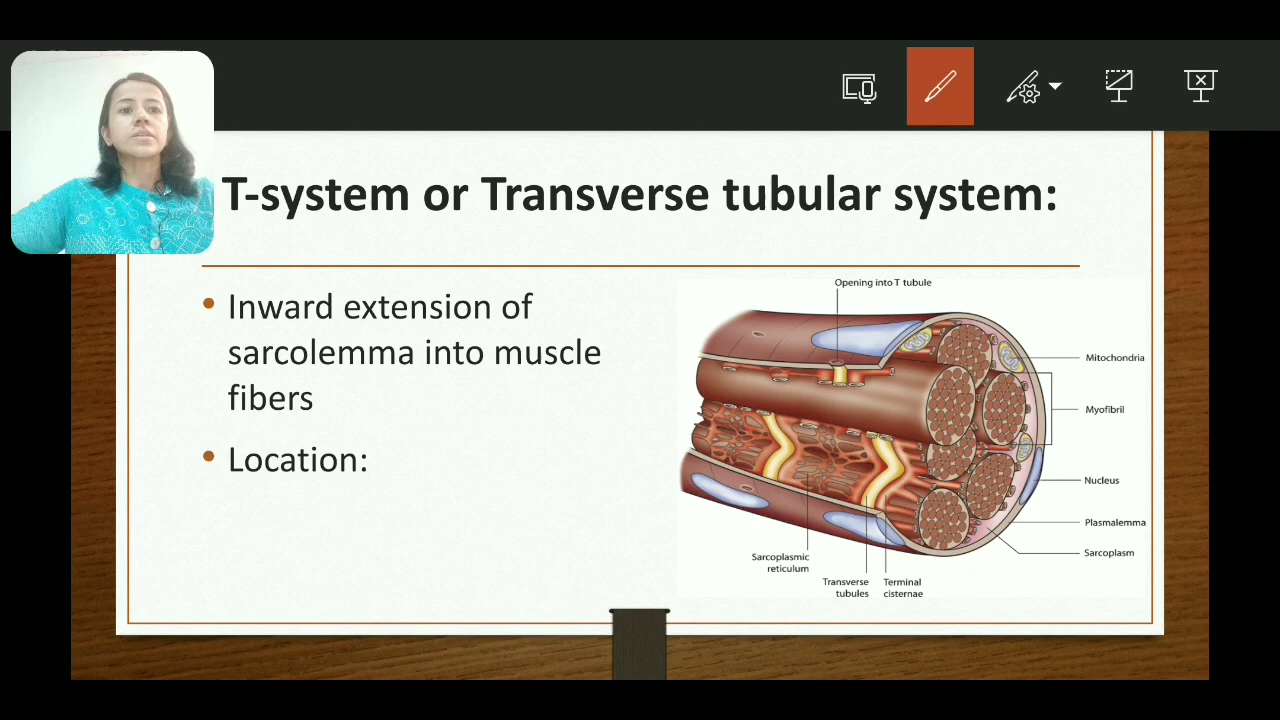 T-system or Transverse tubular system:
• Inward extension of
sarcolemma into muscle
fibers
• Location:
Opening into T tubule
Mitochondria
Myofibril
Nucleus
Plasmalemma
Sarcoplasm
Sarcoplasmic
reticulum
Transverse
tubules
Terminal
cisternae